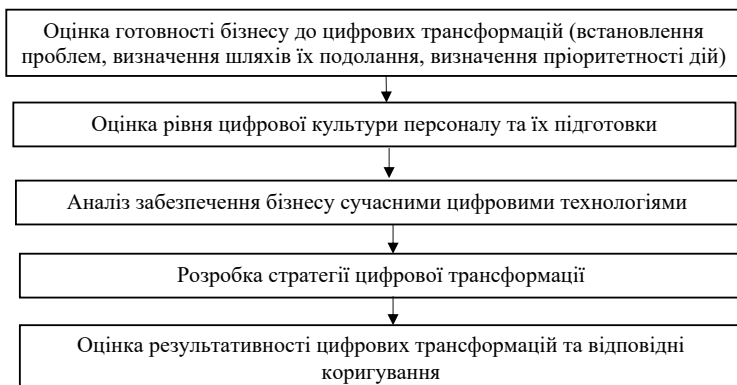 Оцінка готовності бізнесу до цифрових трансформацій (встановлення
проблем, визначення шляхів їх подолання, визначення пріоритетності дій)
Оцінка рівня цифрової культури персоналу та їх підготовки
Аналіз забезпечення бізнесу сучасними цифровими технологіями
Розробка стратегії цифрової трансформації
Оцінка результативності цифрових трансформацій та відповідні
коригування